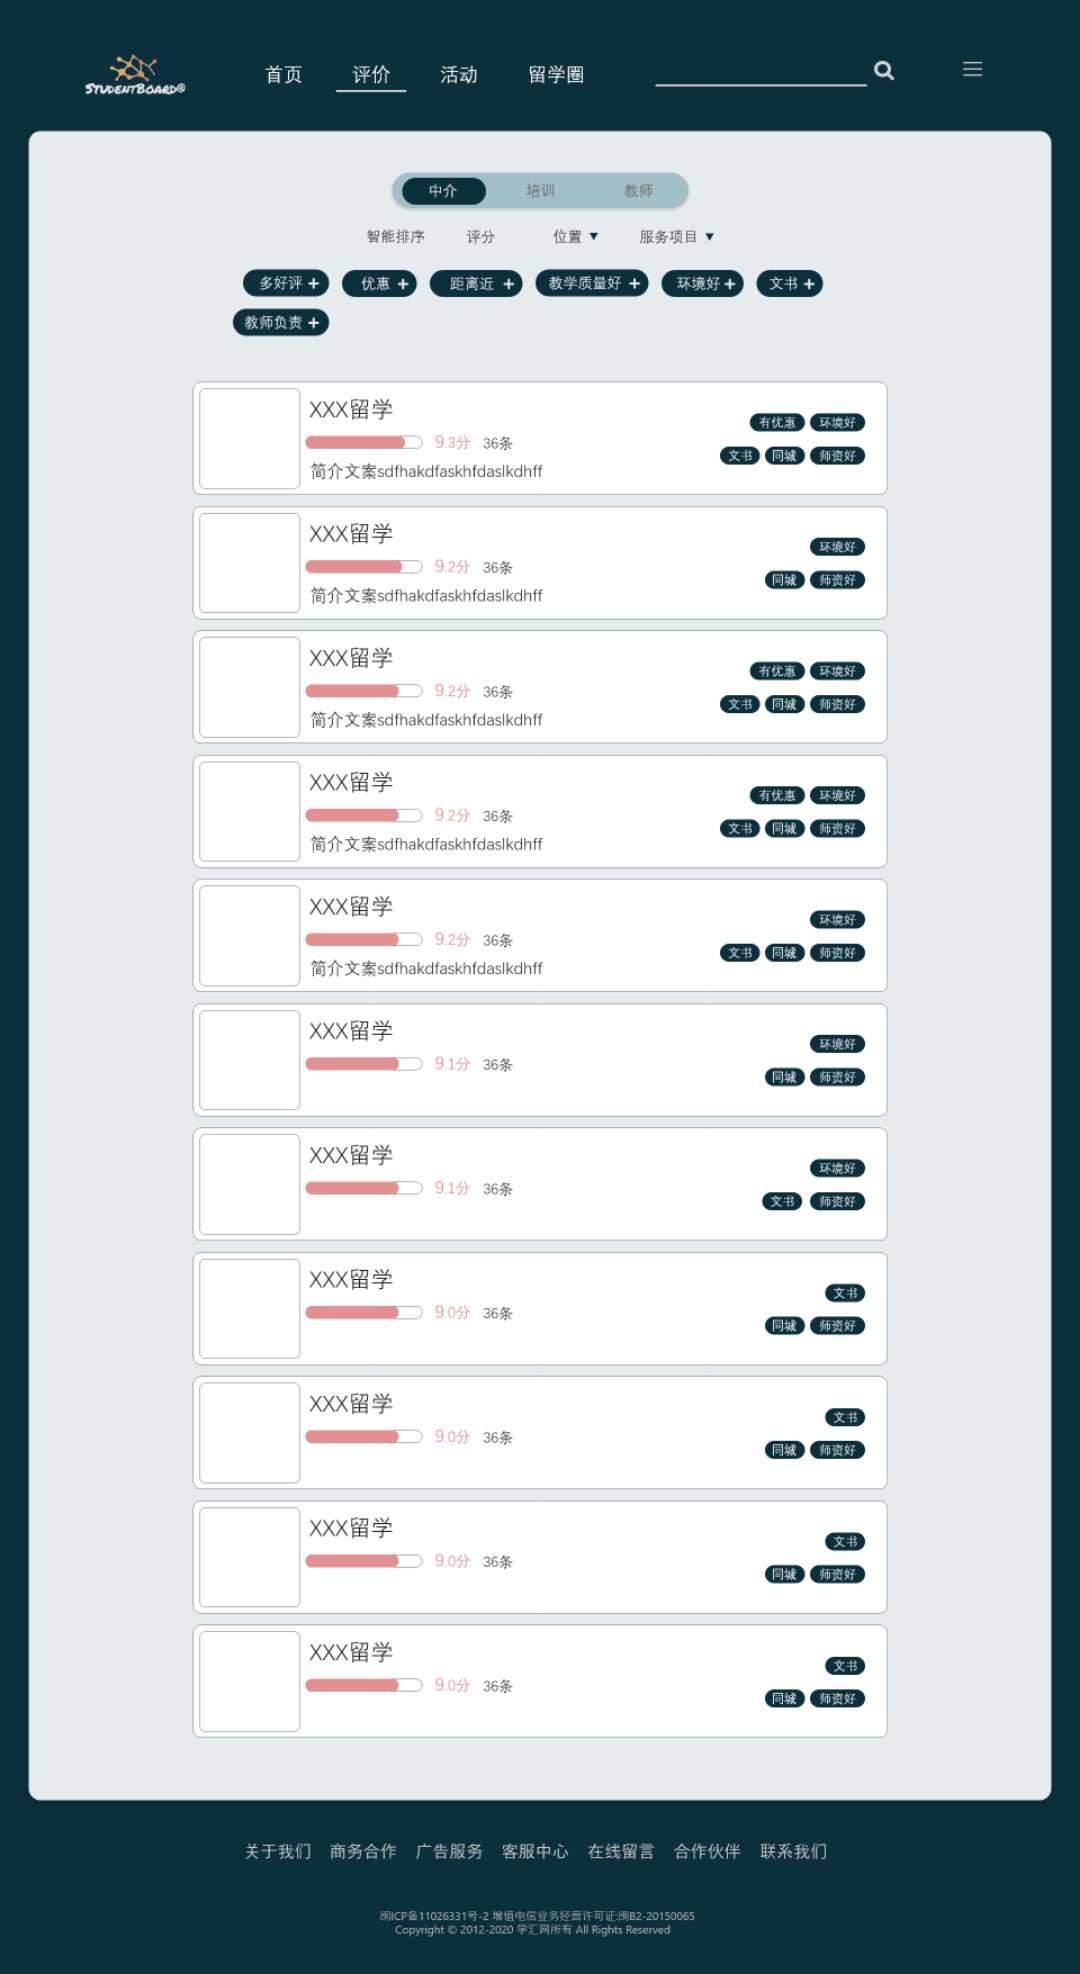 STUDENTBOARD®
首页 评价 活动 留学圈
中介 培训 教师
智能排序 评分 位置 ▼ 服务项目 ▼
多好评 + 优惠 + 距离近 + 教学质量好 + 环境好 + 文书 +
教师负责 +
XXX留学
9.3分 36条
简介文案sdfhakdfaskhfdaslkdhff
有优惠 环境好
文书 同城 师资好
XXX留学
9.2分 36条
简介文案sdfhakdfaskhfdaslkdhff
环境好
同城 师资好
XXX留学
9.2分 36条
简介文案sdfhakdfaskhfdaslkdhff
有优惠 环境好
文书 同城 师资好
XXX留学
9.2分 36条
简介文案sdfhakdfaskhfdaslkdhff
有优惠 环境好
文书 同城 师资好
XXX留学
9.2分 36条
简介文案sdfhakdfaskhfdaslkdhff
环境好
文书 同城 师资好
XXX留学
9.1分 36条
环境好
同城 师资好
XXX留学
9.1分 36条
环境好
文书 师资好
XXX留学
9.0分 36条
文书
同城 师资好
XXX留学
9.0分 36条
文书
同城 师资好
XXX留学
9.0分 36条
文书
同城 师资好
XXX留学
9.0分 36条
文书
同城 师资好
关于我们 商务合作 广告服务 客服中心 在线留言 合作伙伴 联系我们
闽ICP备11026331号-2 增值电信业务经营许可证:闽B2-20150065
Copyright © 2012-2020 学汇网所有 All Rights Reserved